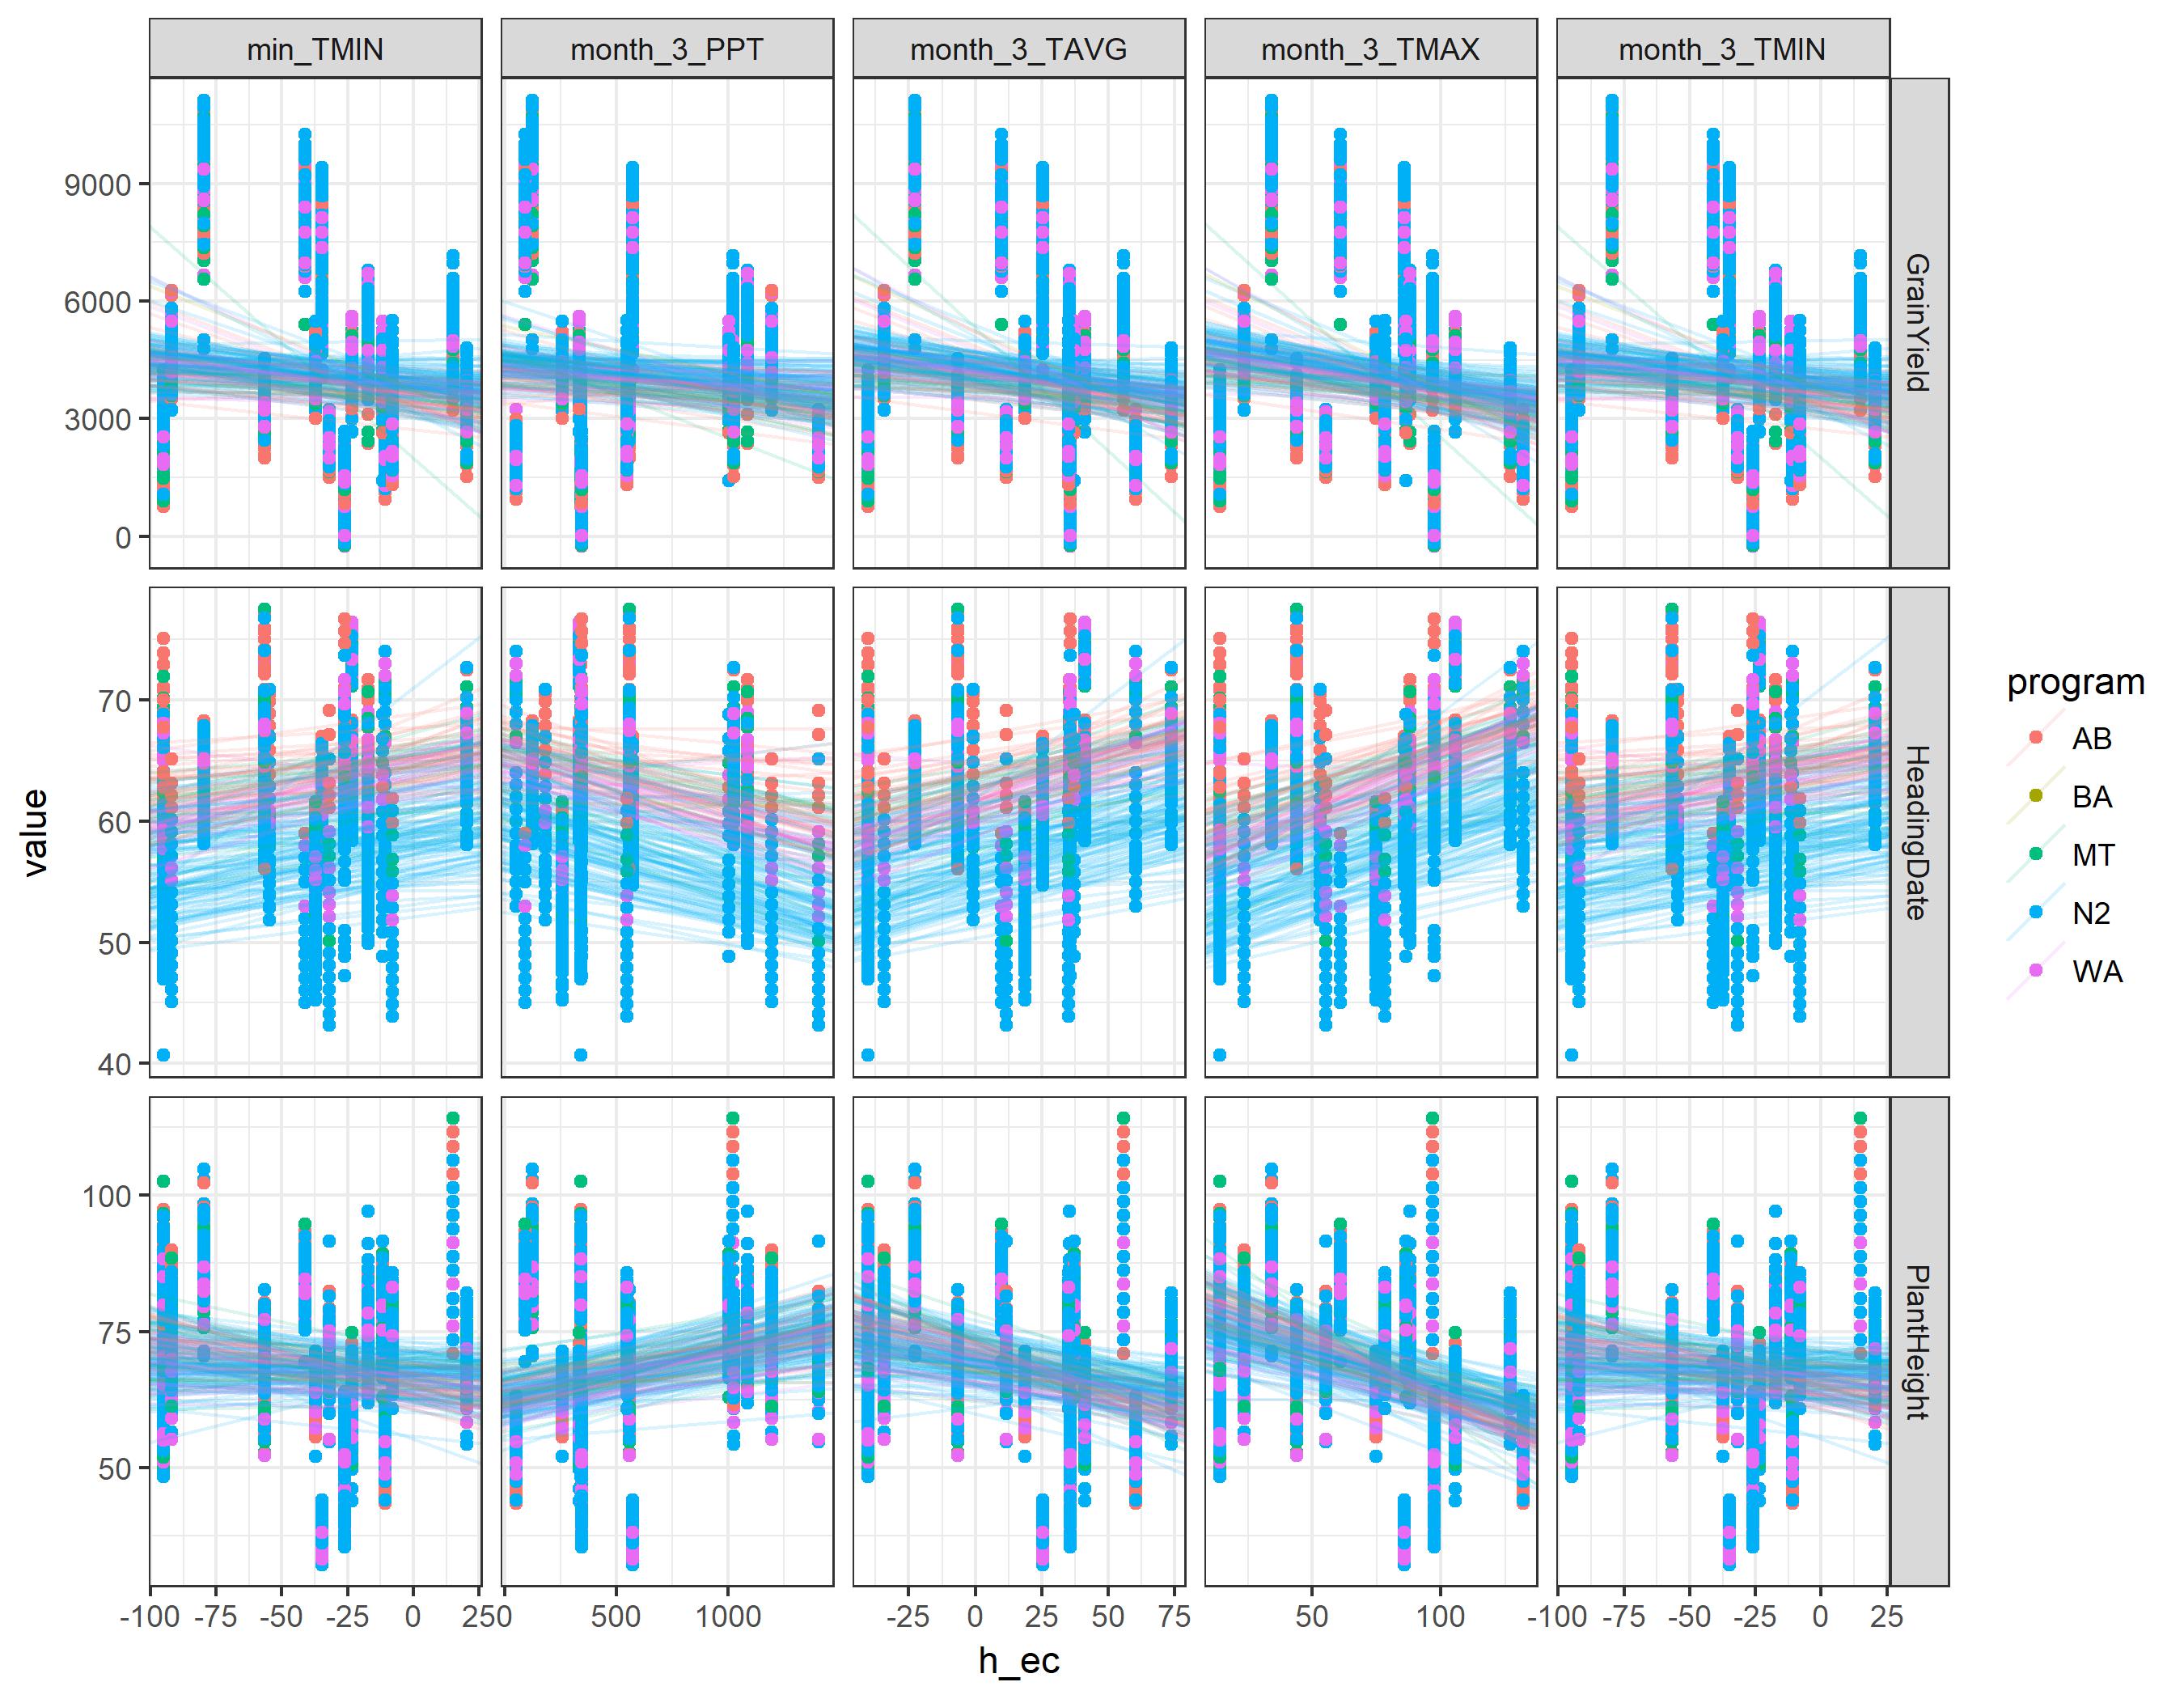 min_TMIN
month_3_PPT
month_3_TAVG
month_3_TMAX
month_3_TMIN
9000
6000
3000
0
GrainYield
70
60
50
40
HeadingDate
100
75
50
PlantHeight
value
-100 -75 -50 -25 0 25
0 500 1000
-25 0 25 50 75
50 100
-100 -75 -50 -25 0 25
h_ec
program
AB
BA
MT
N2
WA